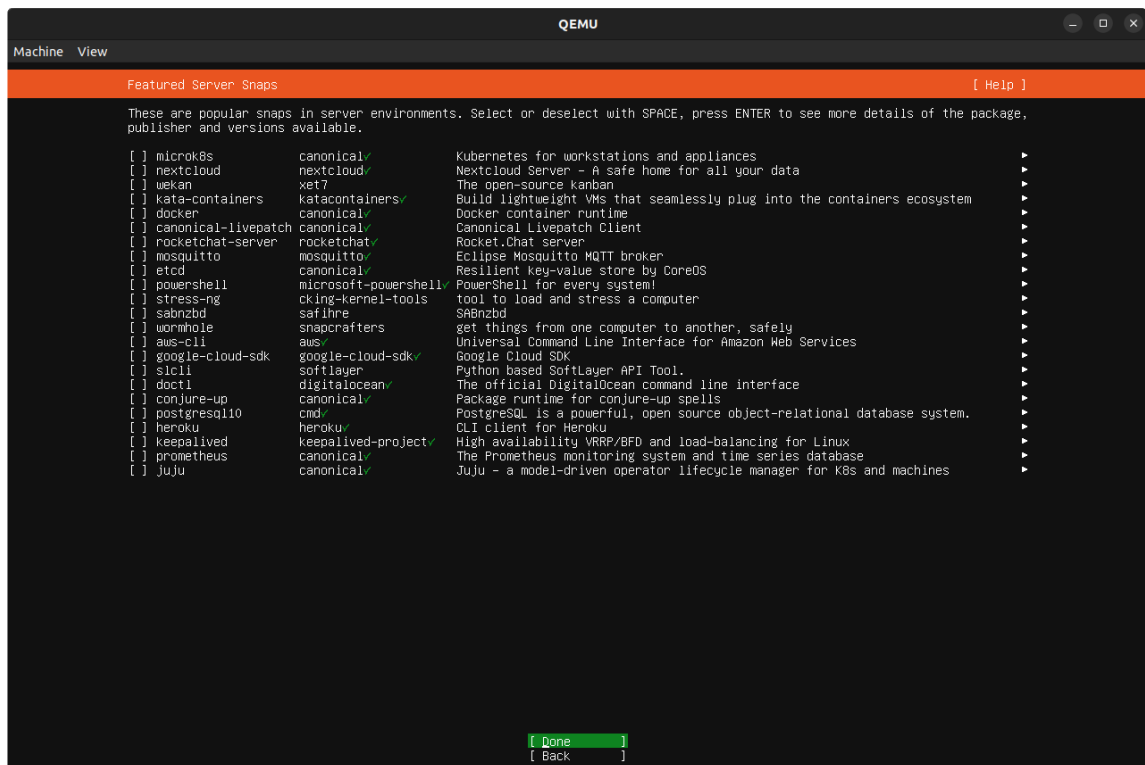 QEMU
Machine View
Featured Server Snaps [ Help ]
These are popular snaps in server environments. Select or deselect with SPACE, press ENTER to see more details of the package,
publisher and versions available.
[ ] microk8s canonical✓ Kubernetes for workstations and appliances ▸
[ ] nextcloud nextcloud✓ Nextcloud Server - A safe home for all your data ▸
[ ] wekan xet7 The open-source kanban ▸
[ ] kata-containers katacontainers✓ Build lightweight VMs that seamlessly plug into the containers ecosystem ▸
[ ] docker canonical✓ Docker container runtime ▸
[ ] canonical-livepatch canonical✓ Canonical Livepatch Client ▸
[ ] rocketchat-server rocketchat✓ Rocket.Chat server ▸
[ ] mosquitto mosquitto✓ Eclipse Mosquitto MQTT broker ▸
[ ] etcd canonical✓ Resilient key-value store by CoreOS ▸
[ ] powershell microsoft-powershell✓ PowerShell for every system! ▸
[ ] stress-ng cking-kernel-tools tool to load and stress a computer ▸
[ ] sabnzbd safihre SABnzbd ▸
[ ] wormhole snapcrafters get things from one computer to another, safely ▸
[ ] aws-cli aws✓ Universal Command Line Interface for Amazon Web Services ▸
[ ] google-cloud-sdk google-cloud-sdk✓ Google Cloud SDK ▸
[ ] slcli softlayer Python based SoftLayer API Tool. ▸
[ ] doctl digitalocean✓ The official DigitalOcean command line interface ▸
[ ] conjure-up canonical✓ Package runtime for conjure-up spells ▸
[ ] postgresql10 cmd✓ PostgreSQL is a powerful, open source object-relational database system. ▸
[ ] heroku heroku✓ CLI client for Heroku ▸
[ ] keepalived keepalived-project✓ High availability VRRP/BFD and load-balancing for Linux ▸
[ ] prometheus canonical✓ The Prometheus monitoring system and time series database ▸
[ ] juju canonical✓ Juju - a model-driven operator lifecycle manager for K8s and machines ▸
[ Done ]
[ Back ]